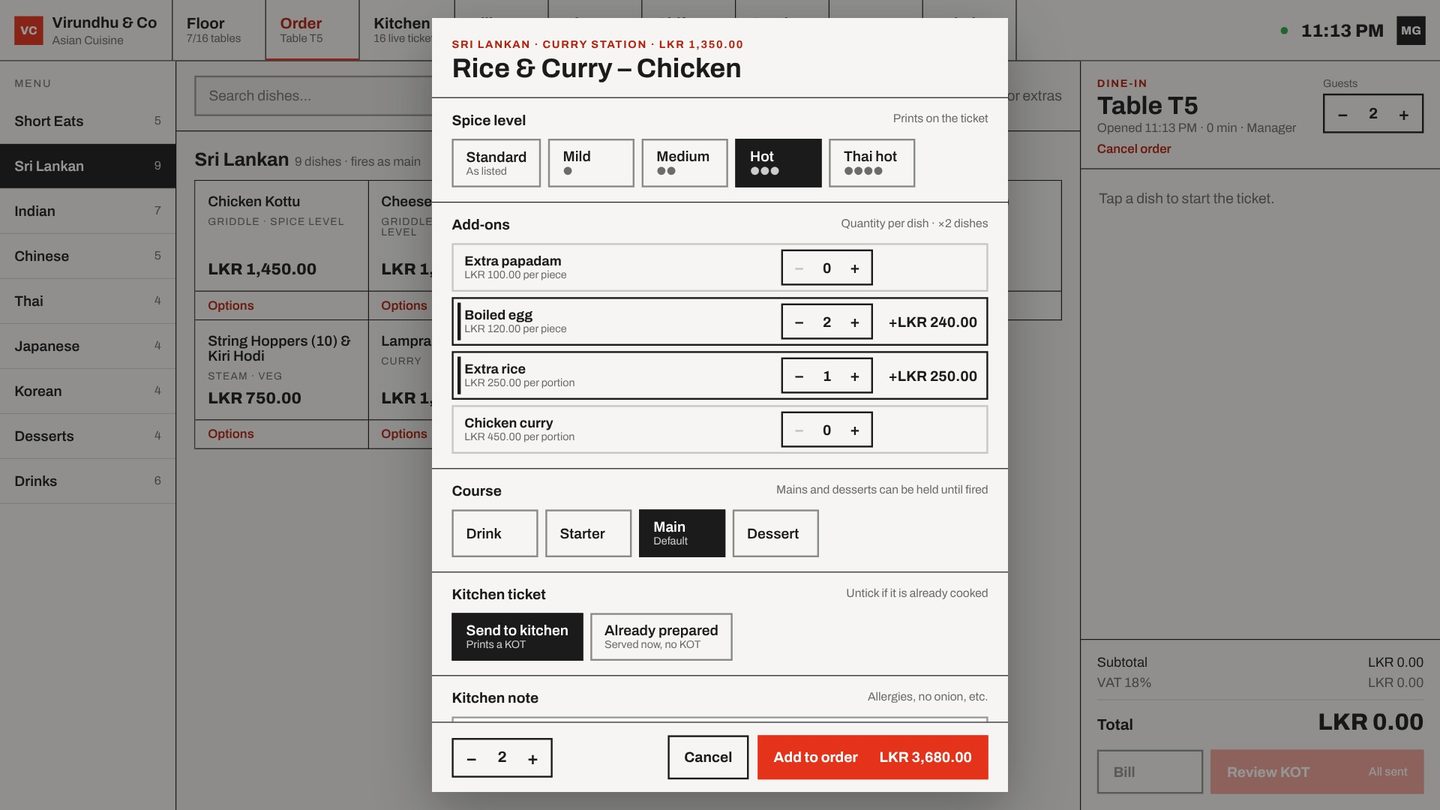 VC
Virundhu & Co
Asian Cuisine
Floor
7/16 tables
Order
Table T5
Kitchen
11:13 PM
MG
MENU
Short Eats 5
Sri Lankan 9
Indian 7
Chinese 5
Thai 4
Japanese 4
Korean 4
Desserts 4
Drinks 6
Search dishes...
or extras
Sri Lankan 9 dishes · fires as main
Chicken Kottu
GRIDDLE · SPICE LEVEL
LKR 1,450.00
Options
Cheese
LEVEL
LKR 1,
Options
String Hoppers (10) &
Kiri Hodi
STEAM · VEG
LKR 750.00
Options
CURRY
LKR 1,
Options
SRI LANKAN · CURRY STATION · LKR 1,350.00
Rice & Curry – Chicken
Spice level
Prints on the ticket
Standard
As listed
Mild
Medium
Hot
Thai hot
Add-ons
Quantity per dish · ×2 dishes
Extra papadam
LKR 100.00 per piece
– 0 +
Boiled egg
LKR 120.00 per piece
– 2 +
+LKR 240.00
Extra rice
LKR 250.00 per portion
– 1 +
+LKR 250.00
Chicken curry
LKR 450.00 per portion
– 0 +
Course
Mains and desserts can be held until fired
Drink
Starter
Main
Default
Dessert
Kitchen ticket
Untick if it is already cooked
Send to kitchen
Prints a KOT
Already prepared
Served now, no KOT
Kitchen note
Allergies, no onion, etc.
– 2 +
Cancel
Add to order LKR 3,680.00
DINE-IN
Table T5
Opened 11:13 PM · 0 min · Manager
Cancel order
Guests
– 2 +
Tap a dish to start the ticket.
Subtotal LKR 0.00
VAT 18% LKR 0.00
Total LKR 0.00
Bill
Review KOT All sent